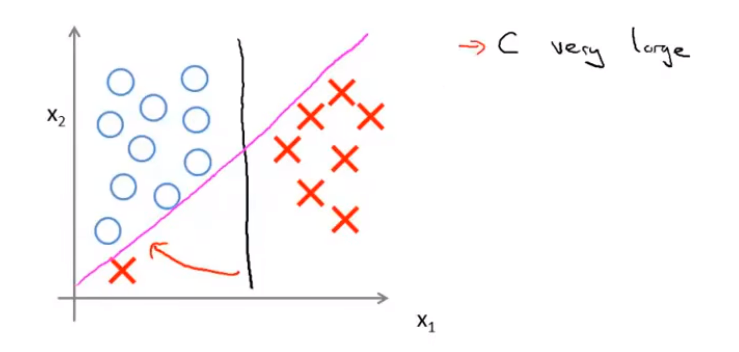 → C very large
x₂
x₁